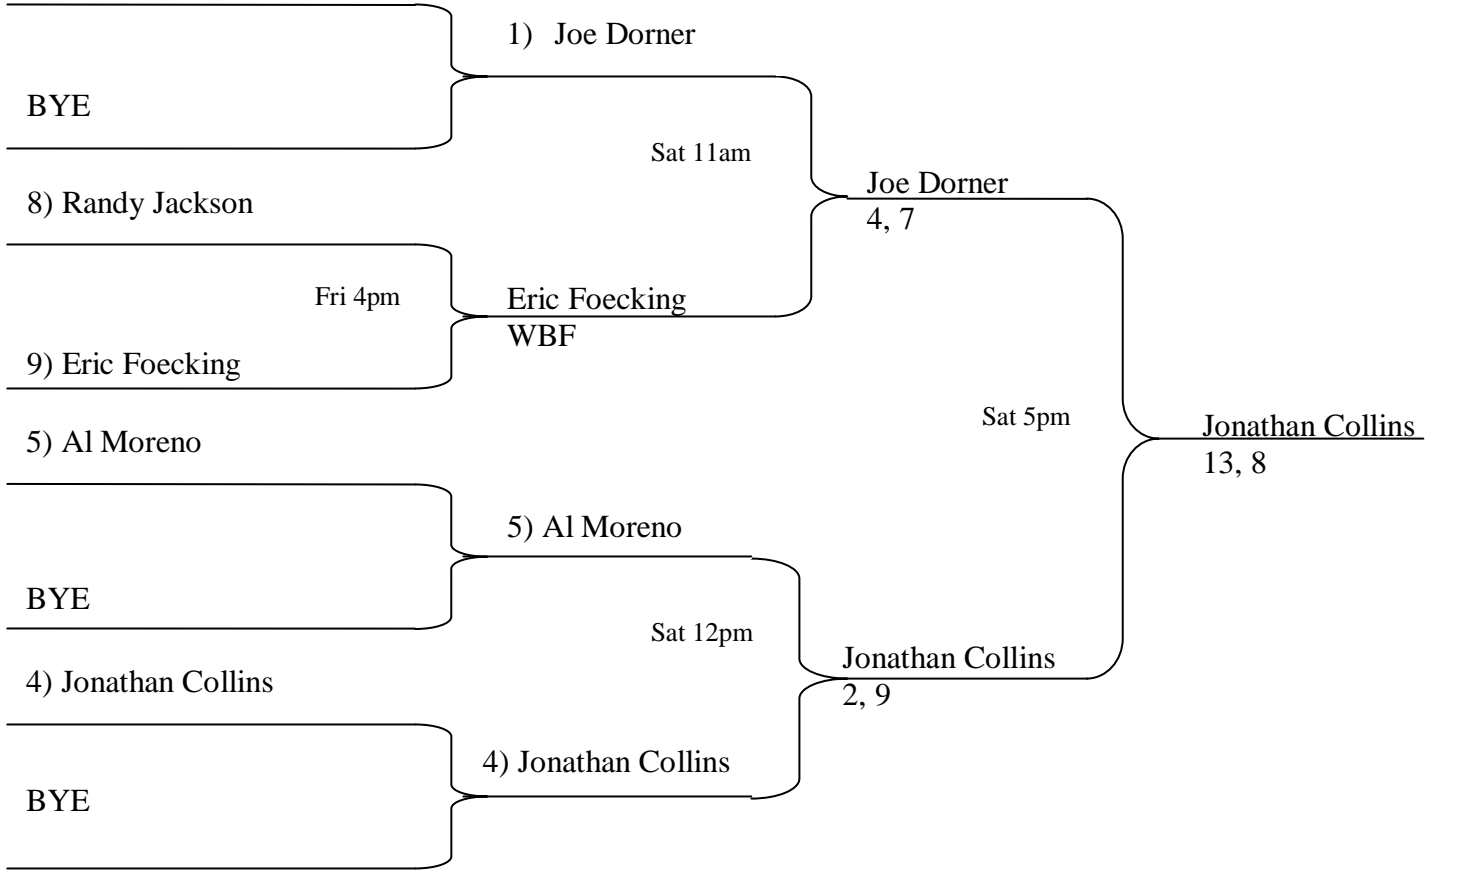 1) Joe Dorner
BYE
Sat 11am
Joe Dorner
4, 7
8) Randy Jackson
Fri 4pm
Eric Foecking
WBF
9) Eric Foecking
Sat 5pm
Jonathan Collins
13, 8
5) Al Moreno
5) Al Moreno
BYE
Sat 12pm
Jonathan Collins
2, 9
4) Jonathan Collins
4) Jonathan Collins
BYE